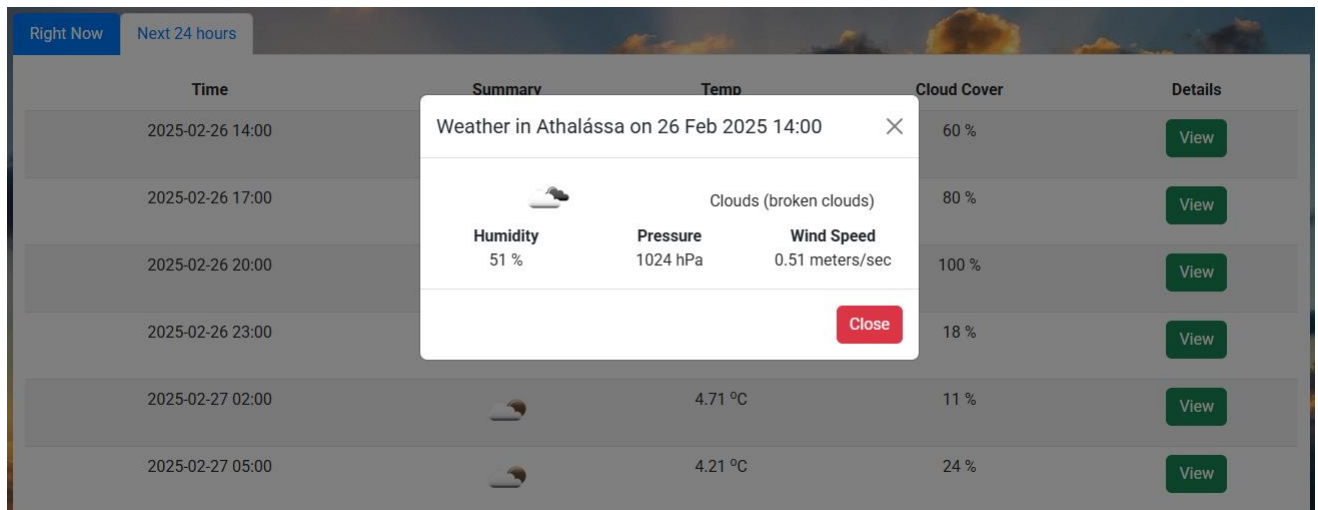 Right Now Next 24 hours
Time Summary Temp Cloud Cover Details
Weather in Athalássa on 26 Feb 2025 14:00
2025-02-26 14:00 60 % View
Clouds (broken clouds)
2025-02-26 17:00 80 % View
Humidity Pressure Wind Speed
51 % 1024 hPa 0.51 meters/sec
2025-02-26 20:00 100 % View
Close
2025-02-26 23:00 18 % View
2025-02-27 02:00 4.71 °C 11 % View
2025-02-27 05:00 4.21 °C 24 % View